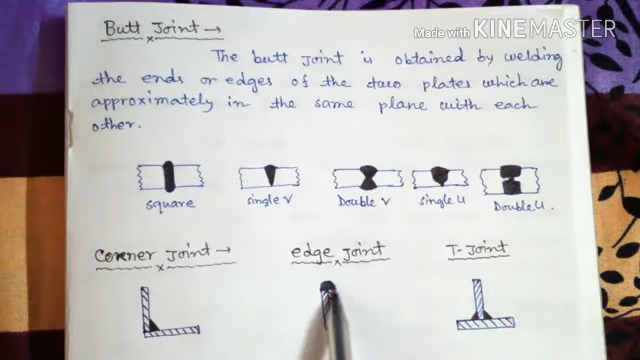 Made with KINEMASTER
Butt Joint →
The butt joint is obtained by welding
the ends or edges of the two plates which are
approximately in the same plane with each
other.
square single V Double V single U Double U.
Corner Joint → edge joint T-Joint